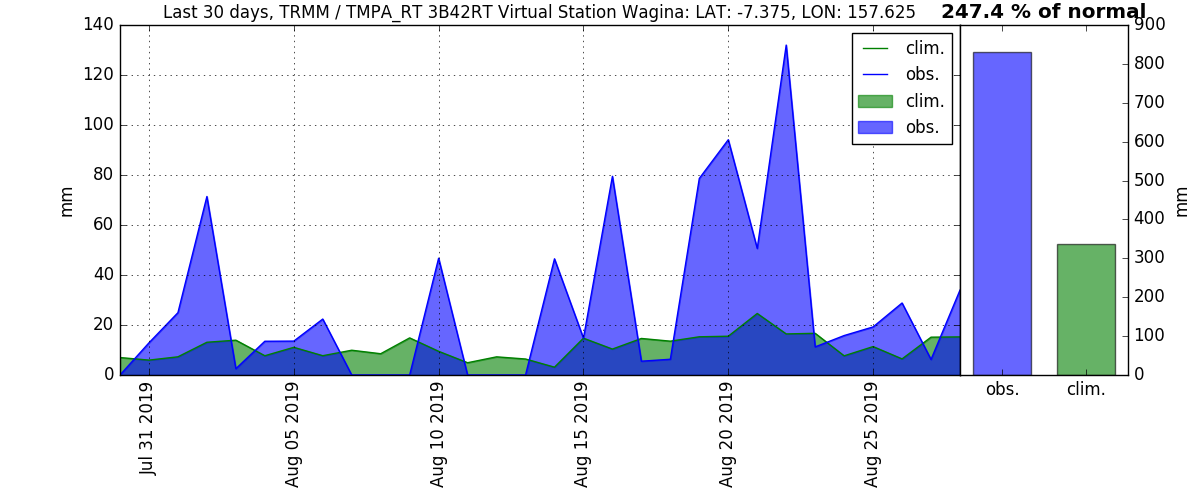 Last 30 days, TRMM / TMPA_RT 3B42RT Virtual Station Wagina: LAT: -7.375, LON: 157.625
247.4 % of normal
140
120
100
80
60
40
20
0
mm
clim.
obs.
clim.
obs.
900
800
700
600
500
400
300
200
100
0
mm
Jul 31 2019
Aug 05 2019
Aug 10 2019
Aug 15 2019
Aug 20 2019
Aug 25 2019
obs.
clim.